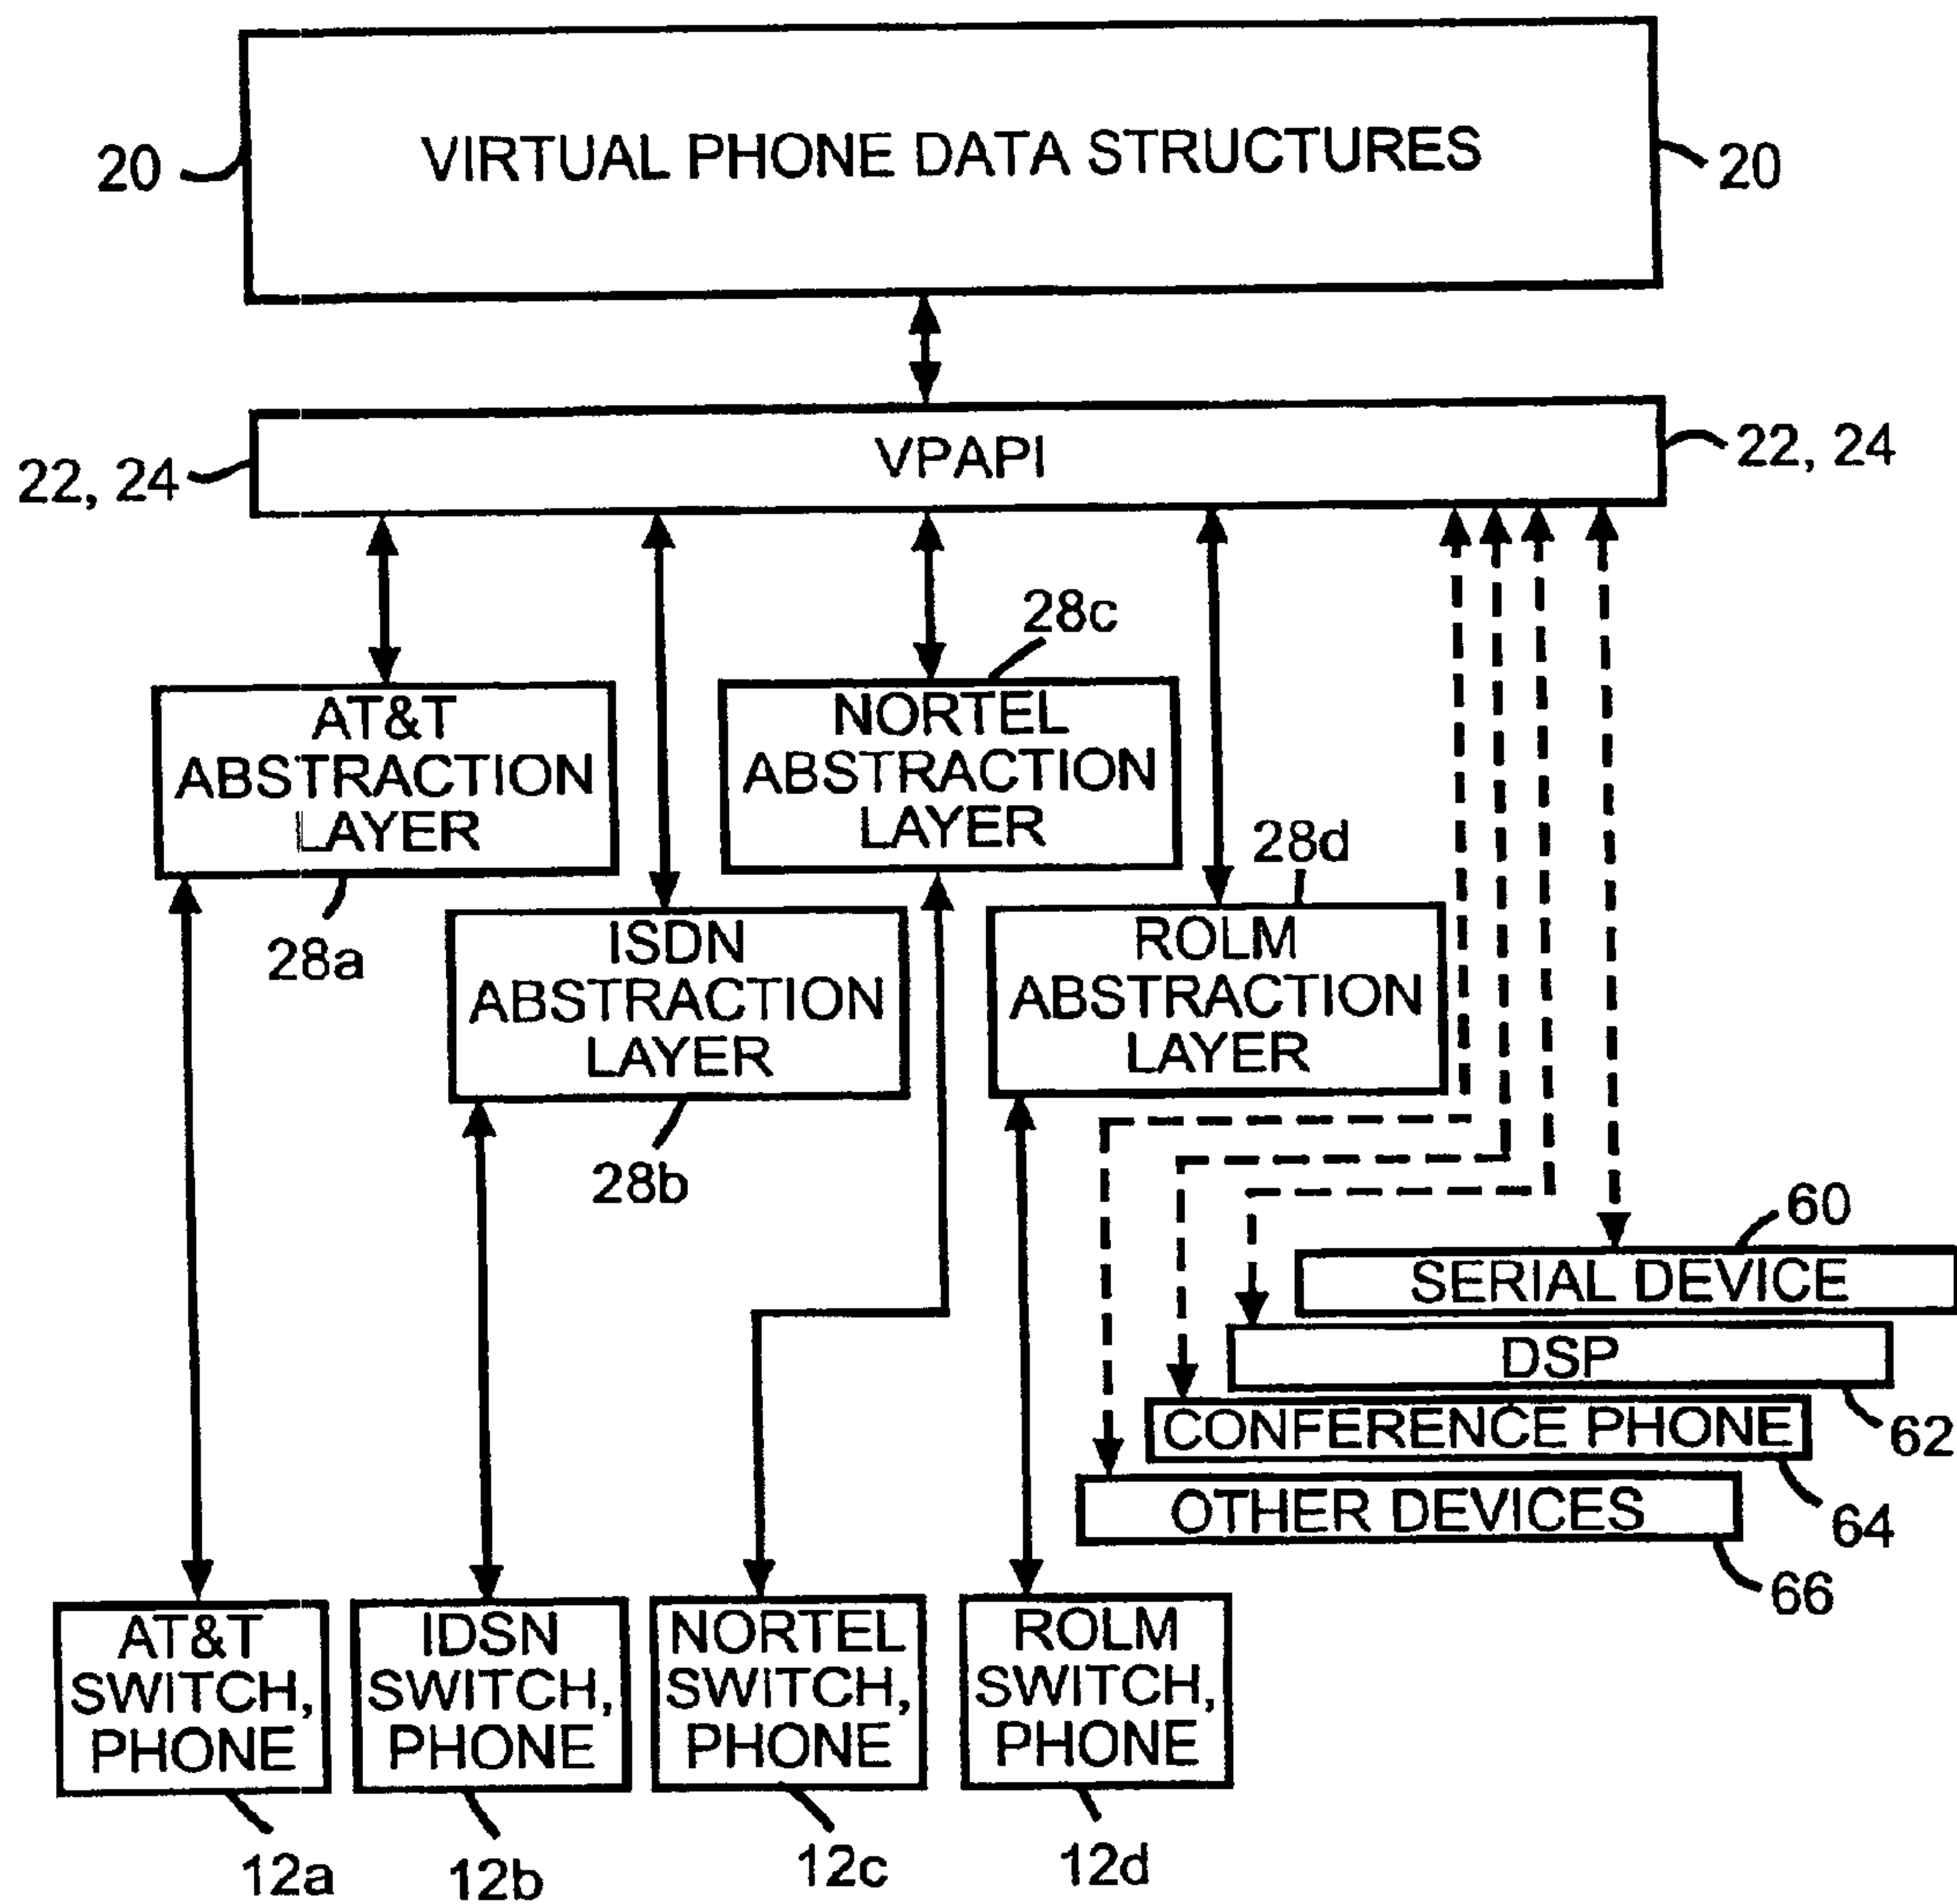 VIRTUAL PHONE DATA STRUCTURES
20
20
VPAPI
22, 24
22, 24
28c
AT&T
ABSTRACTION
LAYER
NORTEL
ABSTRACTION
LAYER
28d
28a
ISDN
ABSTRACTION
LAYER
ROLM
ABSTRACTION
LAYER
28b
60
SERIAL DEVICE
DSP
62
CONFERENCE PHONE
64
OTHER DEVICES
66
AT&T
SWITCH,
PHONE
IDSN
SWITCH,
PHONE
NORTEL
SWITCH,
PHONE
ROLM
SWITCH,
PHONE
12a
12b
12c
12d